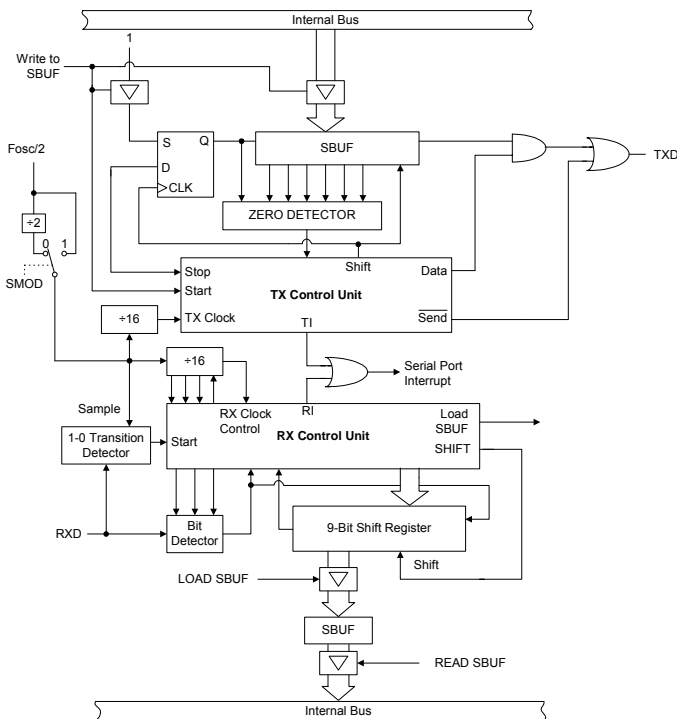 Internal Bus
1
Write to
SBUF
S
Q
D
CLK
SBUF
TXD
Fosc/2
÷2
0 1
SMOD
ZERO DETECTOR
Shift
Stop
Start
TX Clock
TX Control Unit
Data
Send
TI
÷16
÷16
Serial Port
Interrupt
Sample
1-0 Transition
Detector
Start
RX Clock
Control
RI
RX Control Unit
Load
SBUF
SHIFT
RXD
Bit
Detector
9-Bit Shift Register
Shift
LOAD SBUF
SBUF
READ SBUF
Internal Bus